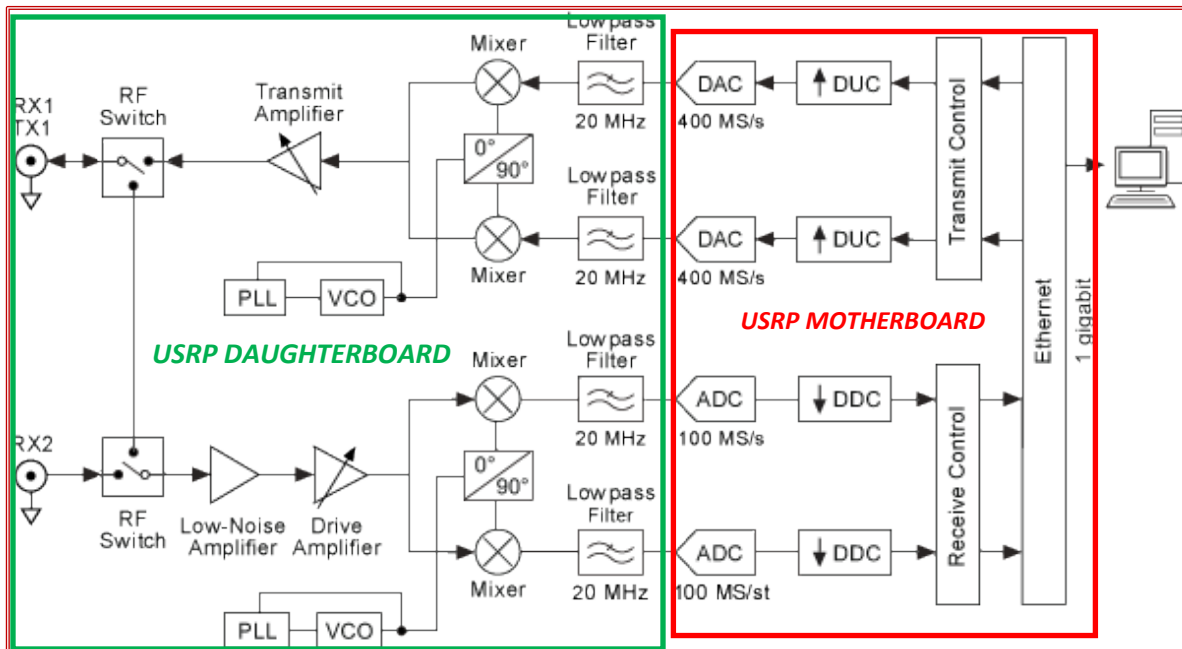 Lowpass
Filter
Mixer
20 MHz
DAC
400 MS/s
DUC
Transmit Control
RX1
TX1
RF
Switch
Transmit
Amplifier
0°
90°
Lowpass
Filter
Mixer
20 MHz
DAC
400 MS/s
DUC
PLL
VCO
USRP DAUGHTERBOARD
USRP MOTHERBOARD
Ethernet
1 gigabit
Mixer
Lowpass
Filter
20 MHz
ADC
100 MS/s
DDC
Receive Control
RX2
RF
Switch
Low-Noise
Amplifier
Drive
Amplifier
0°
90°
Lowpass
Filter
Mixer
20 MHz
ADC
100 MS/st
DDC
PLL
VCO